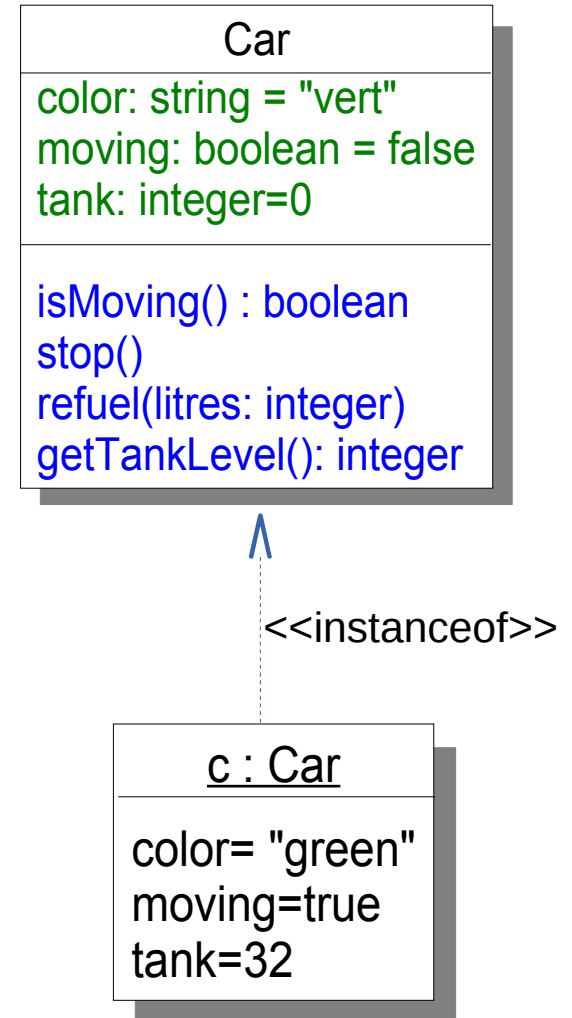 Car
color: string = "vert"
moving: boolean = false
tank: integer=0
isMoving() : boolean
stop()
refuel(litres: integer)
getTankLevel(): integer
<<instanceof>>
c : Car
color= "green"
moving=true
tank=32